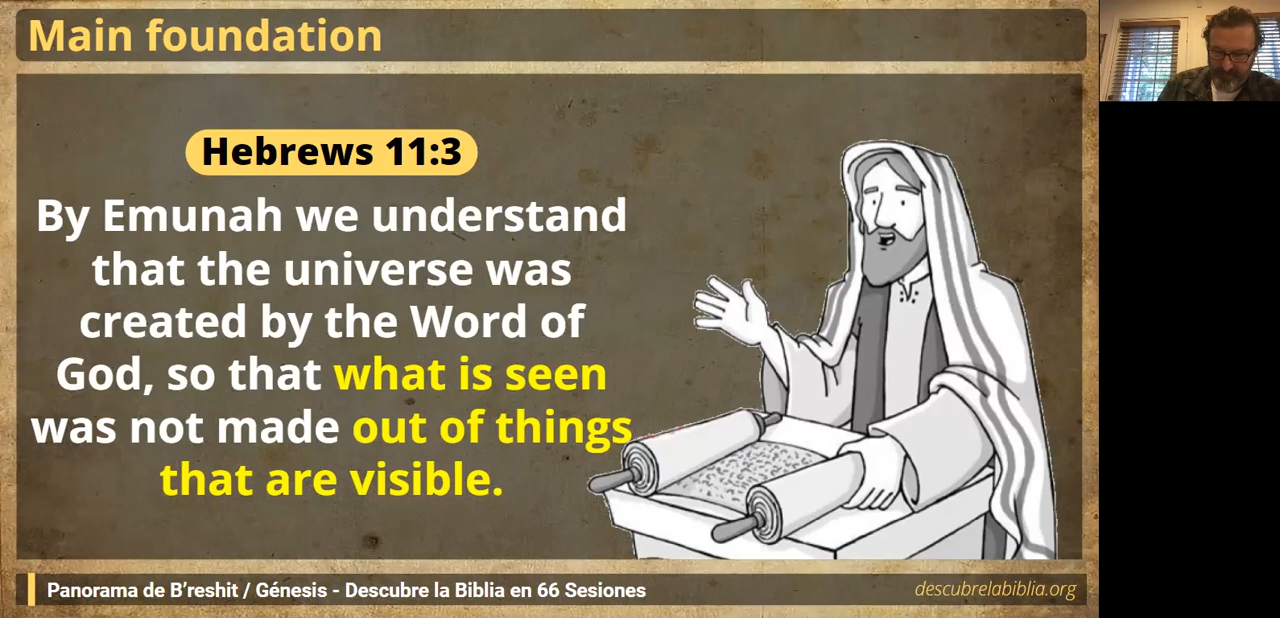 Main foundation
Hebrews 11:3
By Emunah we understand
that the universe was
created by the Word of
God, so that what is seen
was not made out of things
that are visible.
Panorama de B’reshit / Génesis - Descubre la Biblia en 66 Sesiones
descubrelabiblia.org